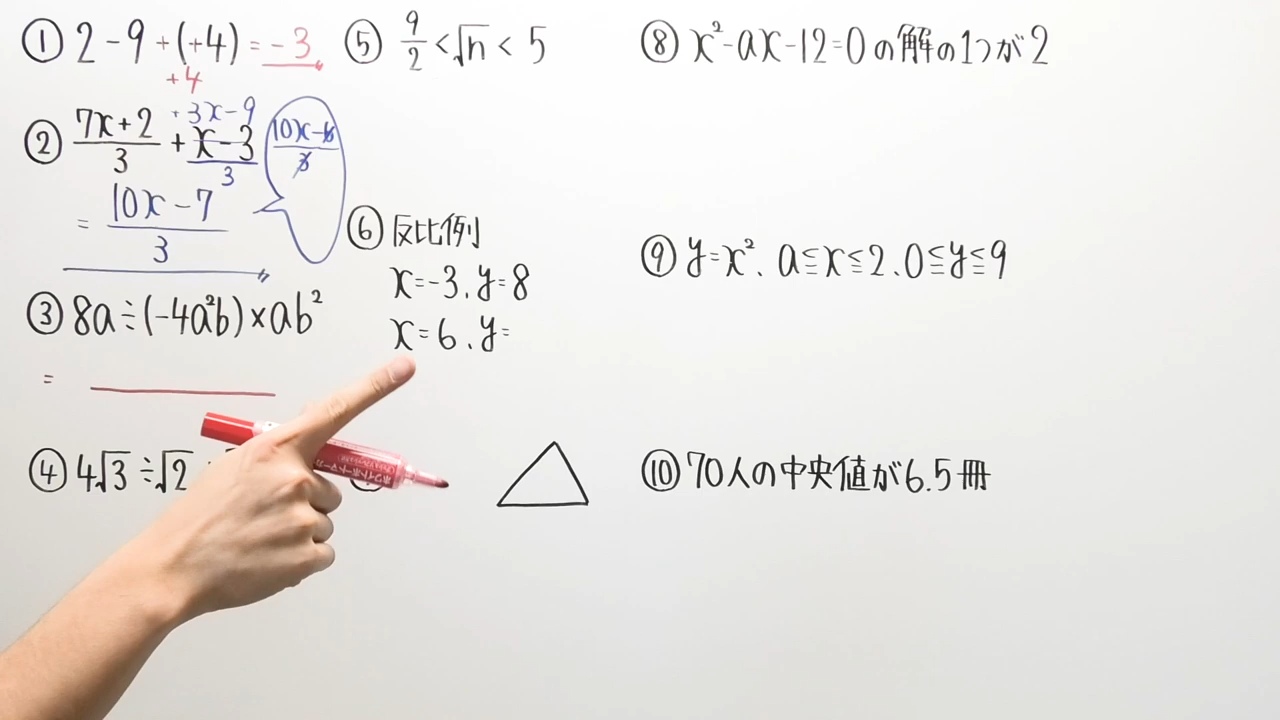 ① 2-9+(+4)=-3
+4
② (7x+2)/3 + (x-3)
+3x-9
3
= (10x-7)/3
(10x-6)/3
③ 8a÷(-4a²b)×ab²
=
④ 4√3÷√2
⑤ 9/2<√n<5
⑥ 反比例
x=-3、y=8
x=6、y=
⑧ x²-ax-12=0の解の1つが2
⑨ y=x²、a≦x≦2、0≦y≦9
⑩ 70人の中央値が6.5冊